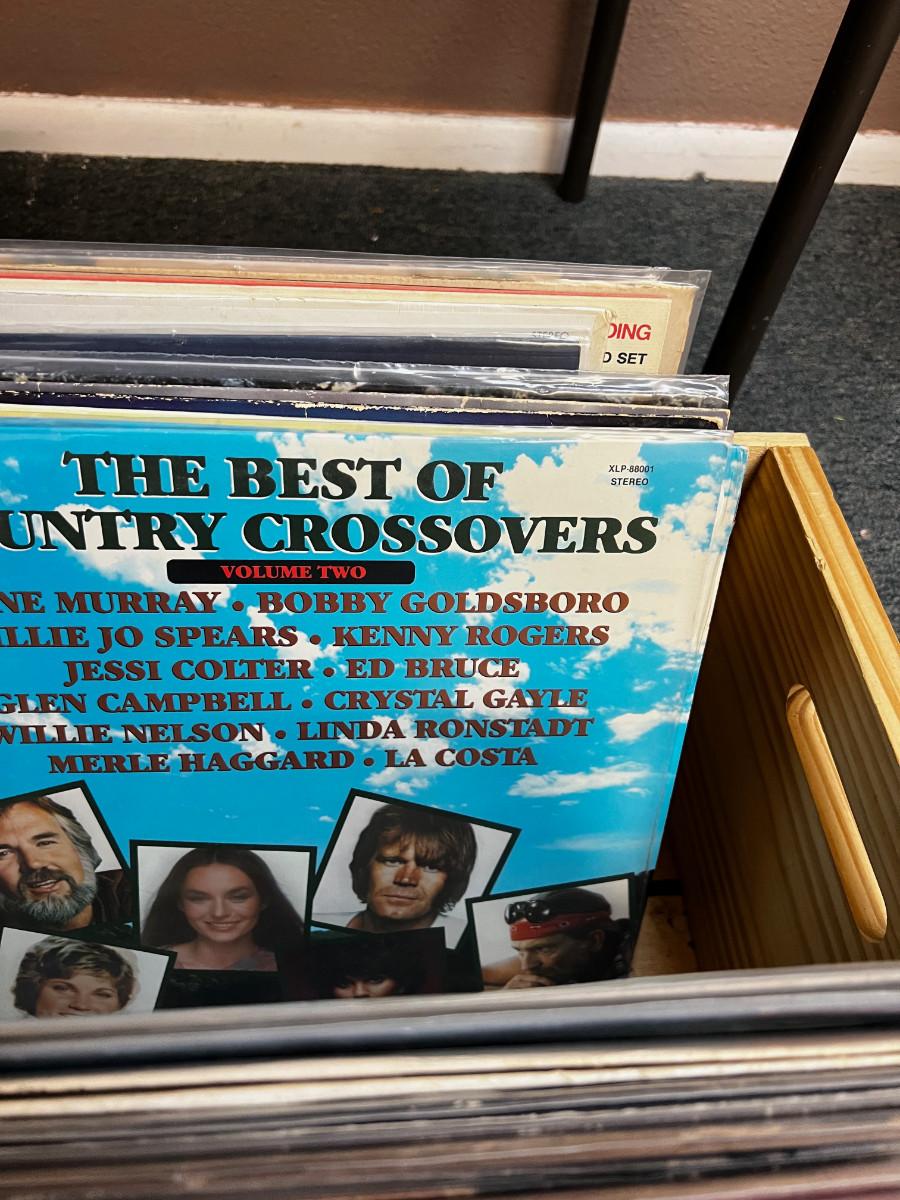 STEREO
DING
D SET
THE BEST OF
UNTRY CROSSOVERS
XLP-88001
STEREO
VOLUME TWO
NE MURRAY • BOBBY GOLDSBORO
ILLIE JO SPEARS • KENNY ROGERS
JESSI COLTER • ED BRUCE
GLEN CAMPBELL • CRYSTAL GAYLE
WILLIE NELSON • LINDA RONSTADT
MERLE HAGGARD • LA COSTA